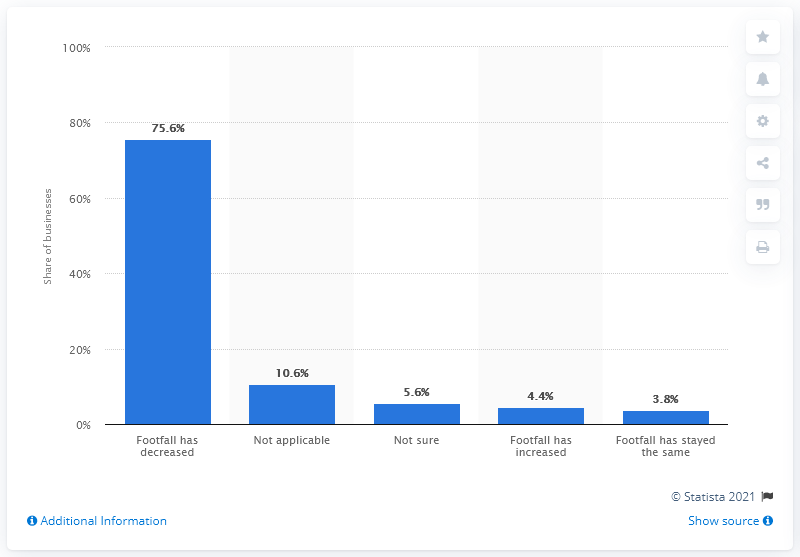 100%
80%
60%
40%
20%
0%
Share of businesses
75.6%
10.6%
5.6%
4.4%
3.8%
Footfall has
decreased
Not applicable
Not sure
Footfall has
increased
Footfall has stayed
the same
© Statista 2021
Additional Information
Show source